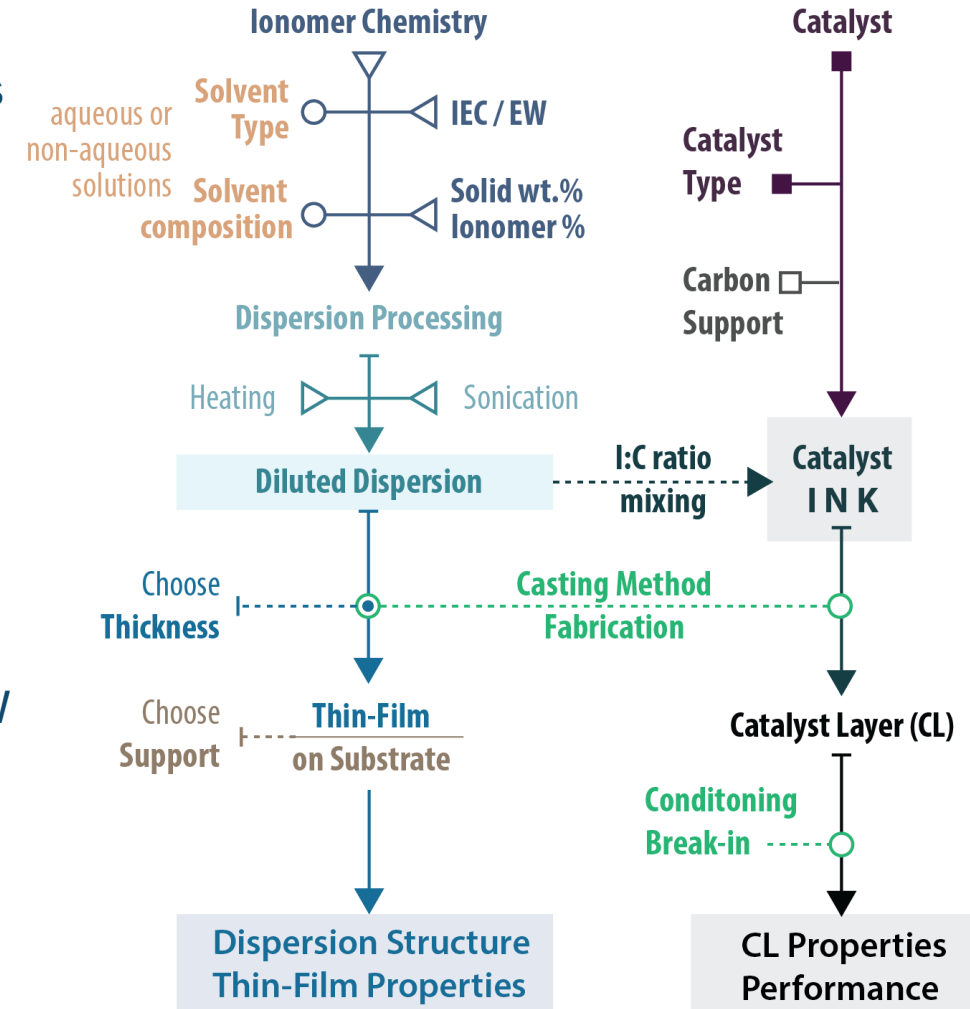 Ionomer Chemistry
Catalyst
s
aqueous or
non-aqueous
solutions
Solvent
Type
IEC / EW
Solvent
composition
Solid wt.%
Ionomer %
Catalyst
Type
Carbon
Support
Dispersion Processing
Heating
Sonication
Diluted Dispersion
I:C ratio
mixing
Catalyst
INK
Choose
Thickness
Casting Method
Fabrication
/
Choose
Support
Thin-Film
on Substrate
Catalyst Layer (CL)
Conditoning
Break-in
Dispersion Structure
Thin-Film Properties
CL Properties
Performance